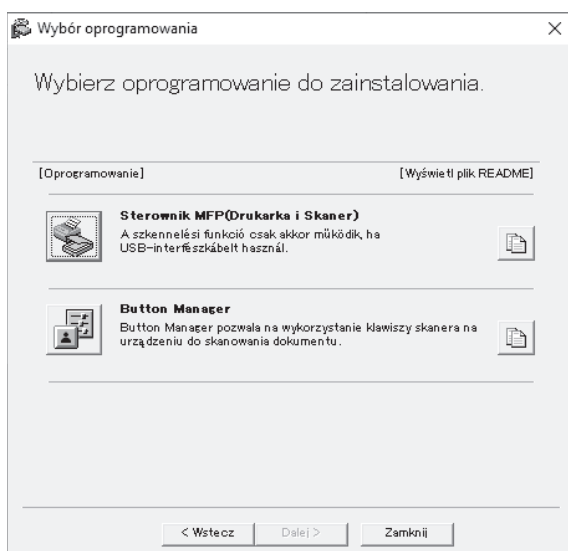 Wybór oprogramowania
Wybierz oprogramowanie do zainstalowania.
[Oprogramowanie] [Wyświetl plik README]
Sterownik MFP(Drukarka i Skaner)
A szkennelési funkció csak akkor müködik, ha
USB-interfészkábelt használ.
Button Manager
Button Manager pozwala na wykorzystanie klawiszy skanera na
urządzeniu do skanowania dokumentu.
< Wstecz Dalej > Zamknij